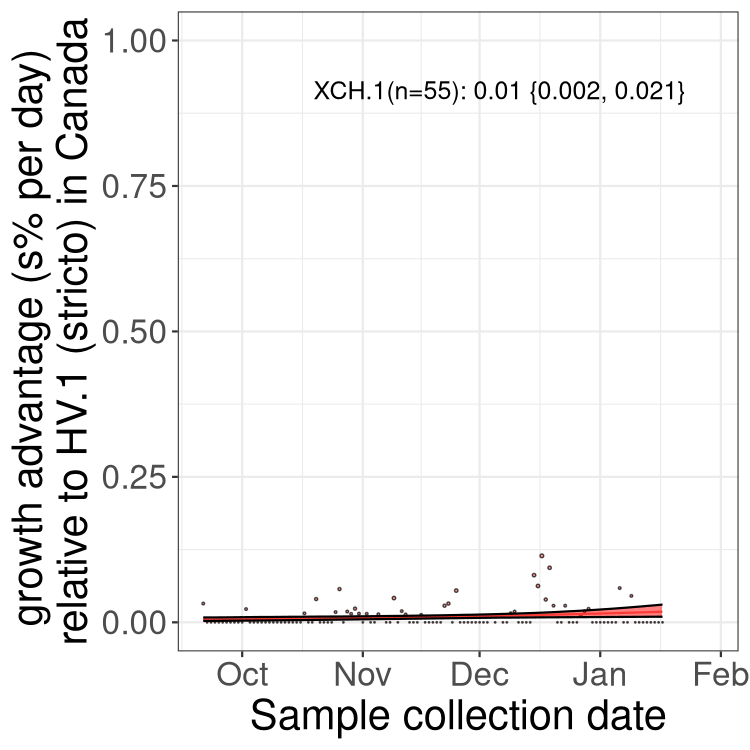 growth advantage (s% per day)
relative to HV.1 (stricto) in Canada
1.00
0.75
0.50
0.25
0.00
XCH.1(n=55): 0.01 {0.002, 0.021}
Oct Nov Dec Jan Feb
Sample collection date